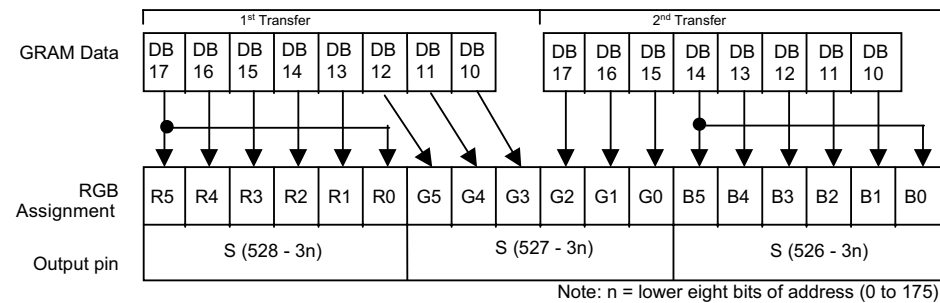 1st Transfer 2nd Transfer
GRAM Data DB 17 DB 16 DB 15 DB 14 DB 13 DB 12 DB 11 DB 10 DB 17 DB 16 DB 15 DB 14 DB 13 DB 12 DB 11 DB 10
RGB Assignment R5 R4 R3 R2 R1 R0 G5 G4 G3 G2 G1 G0 B5 B4 B3 B2 B1 B0
Output pin S (528 - 3n) S (527 - 3n) S (526 - 3n)
Note: n = lower eight bits of address (0 to 175)